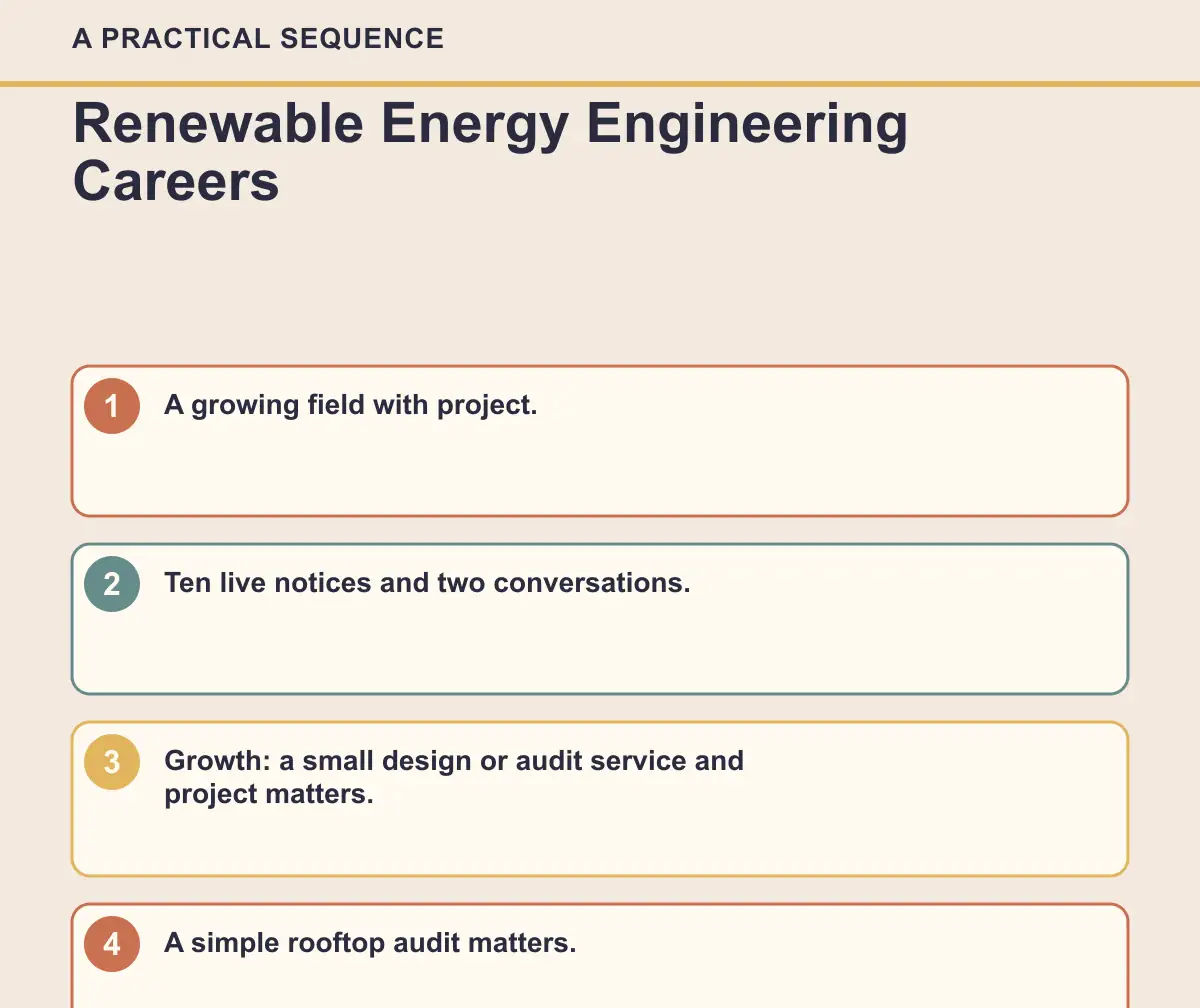 A PRACTICAL SEQUENCE
Renewable Energy Engineering
Careers
1
A growing field with project.
2
Ten live notices and two conversations.
3
Growth: a small design or audit service and
project matters.
4
A simple rooftop audit matters.